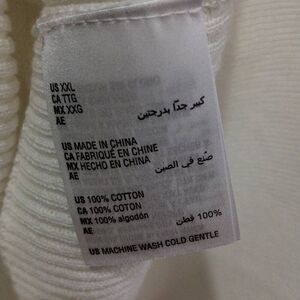 US XXL
CA TTG
MX XXG
AE كبير جدًا بدرجتين
US MADE IN CHINA
CA FABRIQUÉ EN CHINE
MX HECHO EN CHINA
AE صُنع في الصين
US 100% COTTON
CA 100% COTON
MX 100% algodón
AE 100% قطن
US MACHINE WASH COLD GENTLE